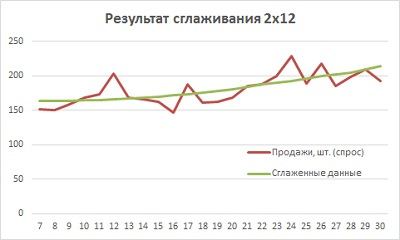 Результат сглаживания 2x12
250
200
150
100
50
0
7 8 9 10 11 12 13 14 15 16 17 18 19 20 21 22 23 24 25 26 27 28 29 30
Продажи, шт. (спрос)
Сглаженные данные